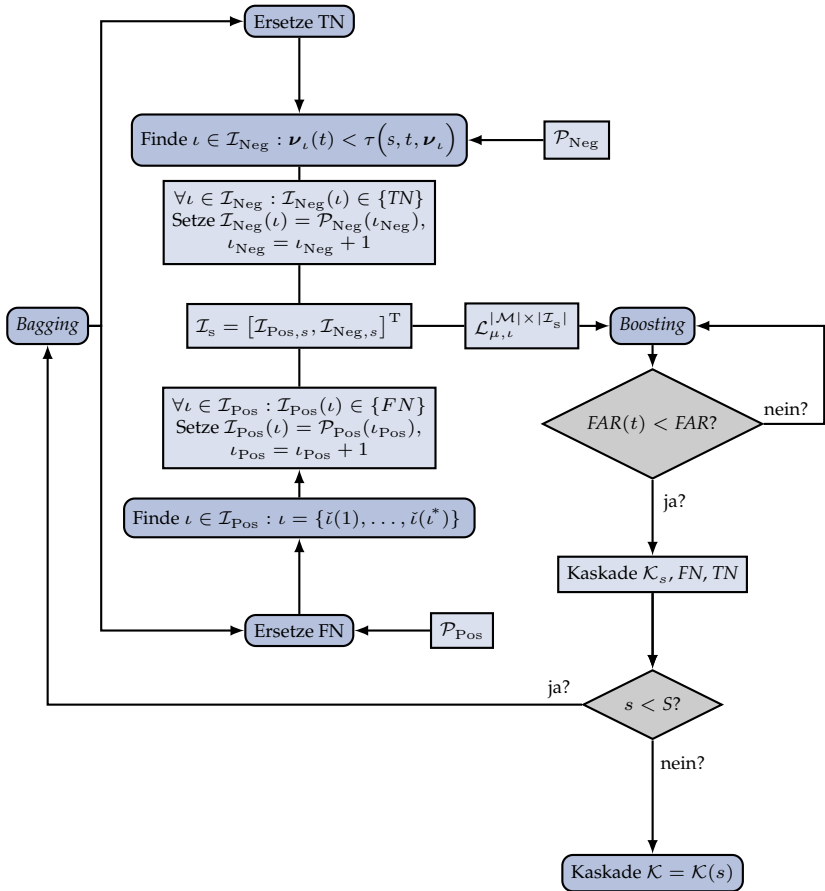 Ersetze TN
Finde ι ∈ ℐ_Neg : 𝝂_ι(t) < τ(s, t, 𝝂_ι)
𝒫_Neg
∀ι ∈ ℐ_Neg : ℐ_Neg(ι) ∈ {TN}
Setze ℐ_Neg(ι) = 𝒫_Neg(ι_Neg),
ι_Neg = ι_Neg + 1
Bagging
ℐ_s = [ℐ_Pos,s, ℐ_Neg,s]^T
ℒ_μ,ι^|ℳ|×|ℐ_s|
Boosting
∀ι ∈ ℐ_Pos : ℐ_Pos(ι) ∈ {FN}
Setze ℐ_Pos(ι) = 𝒫_Pos(ι_Pos),
ι_Pos = ι_Pos + 1
FAR(t) < FAR?
nein?
ja?
Finde ι ∈ ℐ_Pos : ι = {ῐ(1), . . . , ῐ(ι*)}
Kaskade 𝒦_s, FN, TN
Ersetze FN
𝒫_Pos
ja?
s < S?
nein?
Kaskade 𝒦 = 𝒦(s)